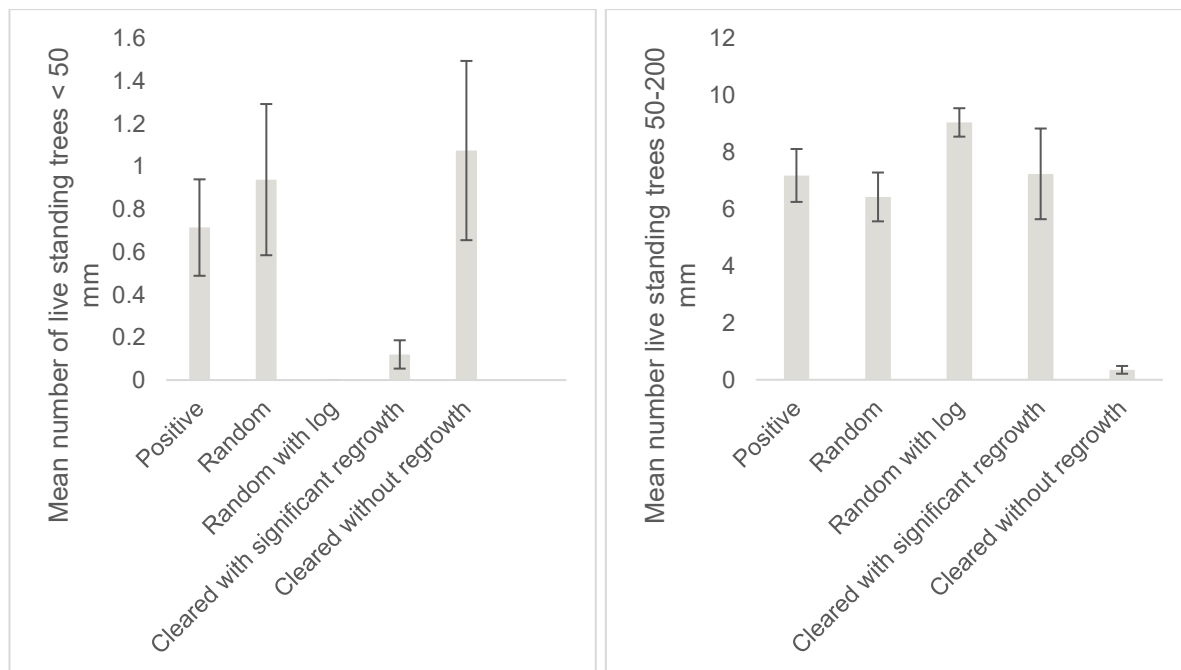 Mean number of live standing trees < 50
mm
1.6
1.4
1.2
1
0.8
0.6
0.4
0.2
0
Positive
Random
Random with log
Cleared with significant regrowth
Cleared without regrowth
Mean number live standing trees 50-200
mm
12
10
8
6
4
2
0
Positive
Random
Random with log
Cleared with significant regrowth
Cleared without regrowth